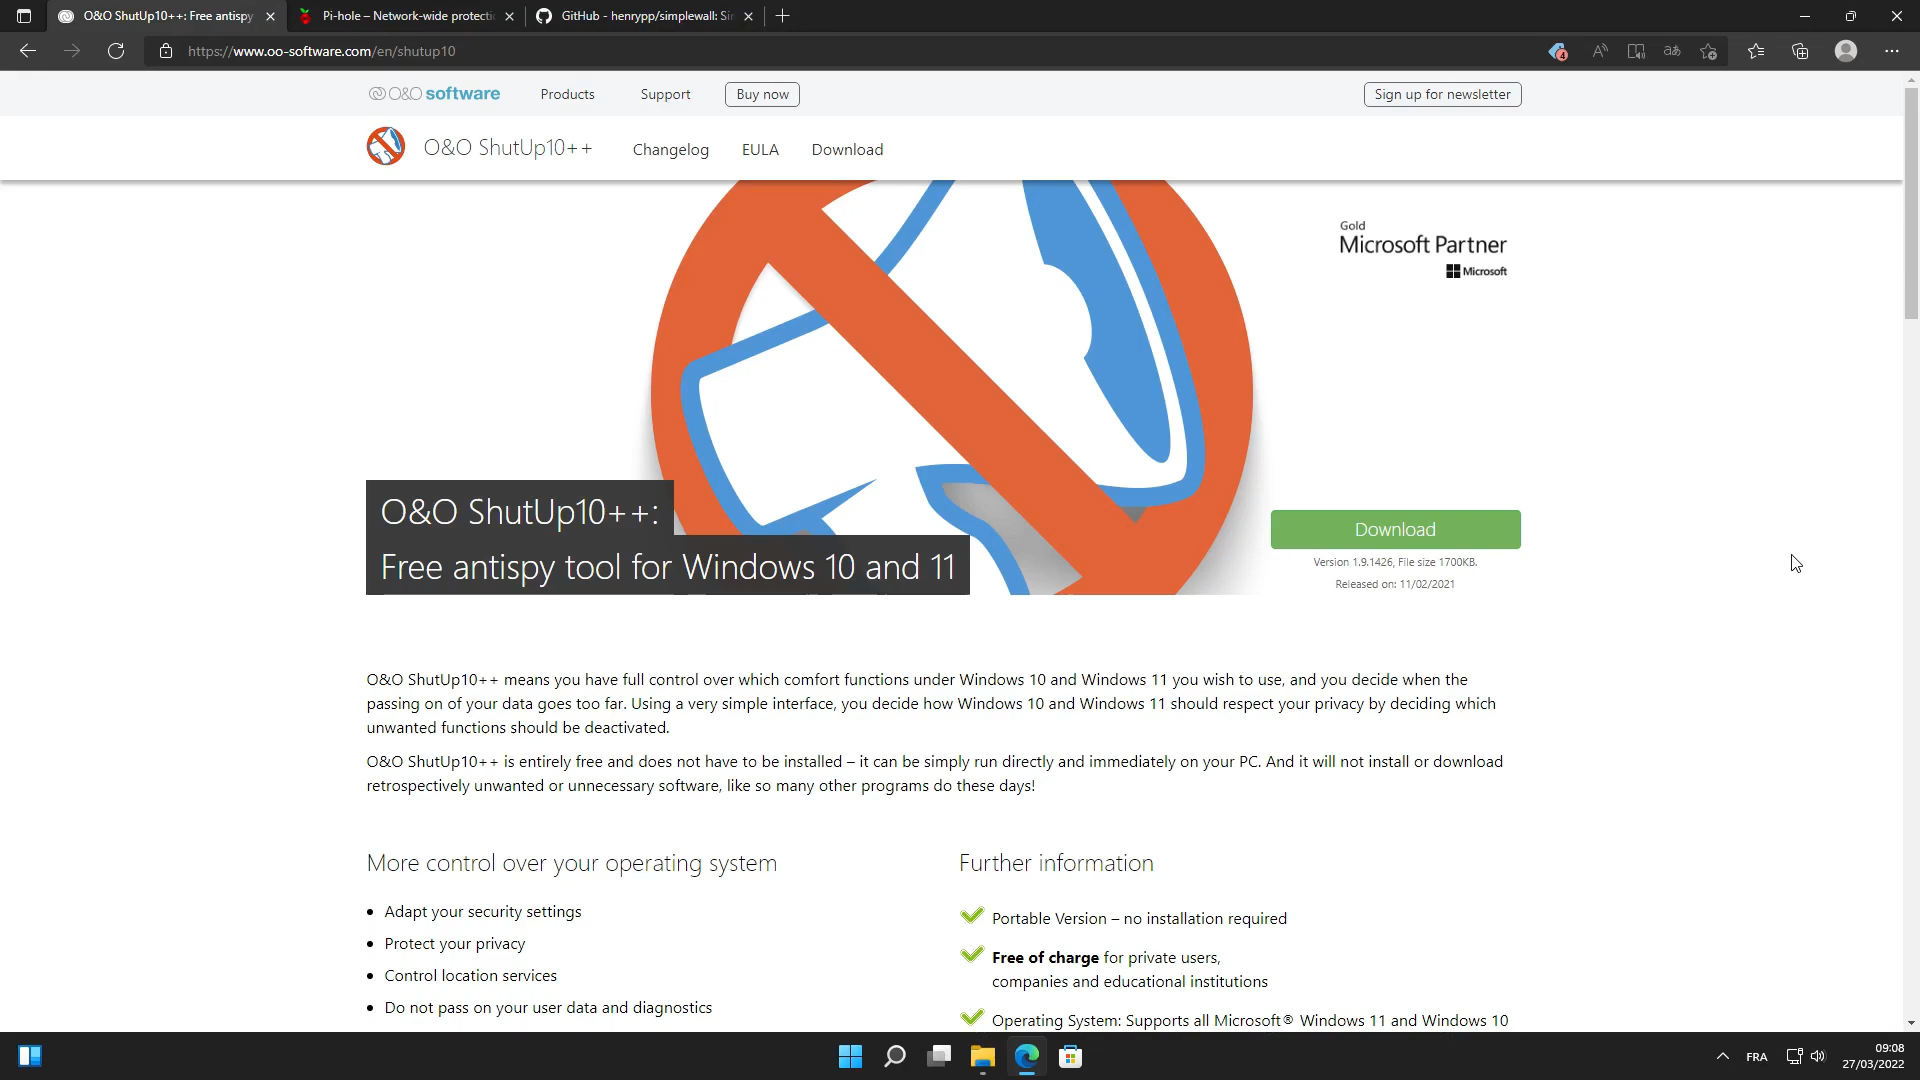 O&O ShutUp10++: Free antispy
Pi-hole – Network-wide protecti
GitHub - henrypp/simplewall: Sir
https://www.oo-software.com/en/shutup10
4
O&O software
Products
Support
Buy now
Sign up for newsletter
O&O ShutUp10++
Changelog
EULA
Download
Gold
Microsoft Partner
Microsoft
O&O ShutUp10++:
Free antispy tool for Windows 10 and 11
Download
Version 1.9.1426, File size 1700KB.
Released on: 11/02/2021
O&O ShutUp10++ means you have full control over which comfort functions under Windows 10 and Windows 11 you wish to use, and you decide when the
passing on of your data goes too far. Using a very simple interface, you decide how Windows 10 and Windows 11 should respect your privacy by deciding which
unwanted functions should be deactivated.
O&O ShutUp10++ is entirely free and does not have to be installed – it can be simply run directly and immediately on your PC. And it will not install or download
retrospectively unwanted or unnecessary software, like so many other programs do these days!
More control over your operating system
Adapt your security settings
Protect your privacy
Control location services
Do not pass on your user data and diagnostics
Further information
Portable Version – no installation required
Free of charge for private users,
companies and educational institutions
Operating System: Supports all Microsoft® Windows 11 and Windows 10
FRA
09:08
27/03/2022